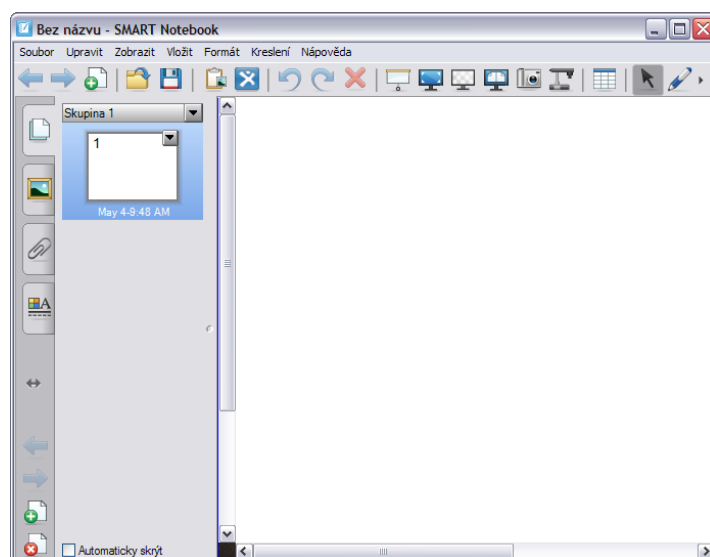 Bez názvu - SMART Notebook
Soubor Upravit Zobrazit Vložit Formát Kreslení Nápověda
Skupina 1
1
May 4-9:48 AM
A
Automaticky skrýt